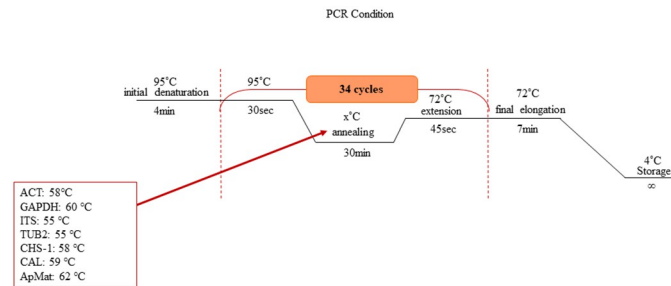 PCR Condition
95°C
initial denaturation
4min
95°C
30sec
34 cycles
x°C
annealing
30min
72°C
extension
45sec
72°C
final elongation
7min
4°C
Storage
∞
ACT: 58℃
GAPDH: 60 ℃
ITS: 55 ℃
TUB2: 55 ℃
CHS-1: 58 ℃
CAL: 59 ℃
ApMat: 62 ℃